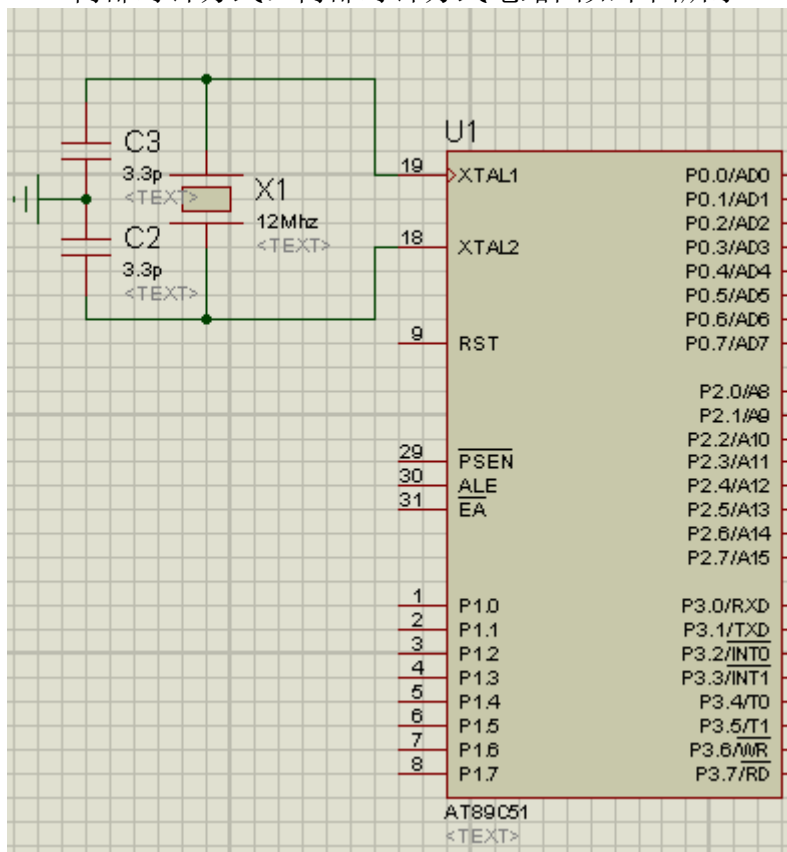 U1
C3
3.3p
<TEXT>
X1
12Mhz
<TEXT>
C2
3.3p
<TEXT>
19
XTAL1
18
XTAL2
9
RST
29
PSEN
30
ALE
31
EA
1
P1.0
2
P1.1
3
P1.2
4
P1.3
5
P1.4
6
P1.5
7
P1.6
8
P1.7
P0.0/AD0
P0.1/AD1
P0.2/AD2
P0.3/AD3
P0.4/AD4
P0.5/AD5
P0.6/AD6
P0.7/AD7
P2.0/A8
P2.1/A9
P2.2/A10
P2.3/A11
P2.4/A12
P2.5/A13
P2.6/A14
P2.7/A15
P3.0/RXD
P3.1/TXD
P3.2/INT0
P3.3/INT1
P3.4/T0
P3.5/T1
P3.6/WR
P3.7/RD
AT89C51
<TEXT>